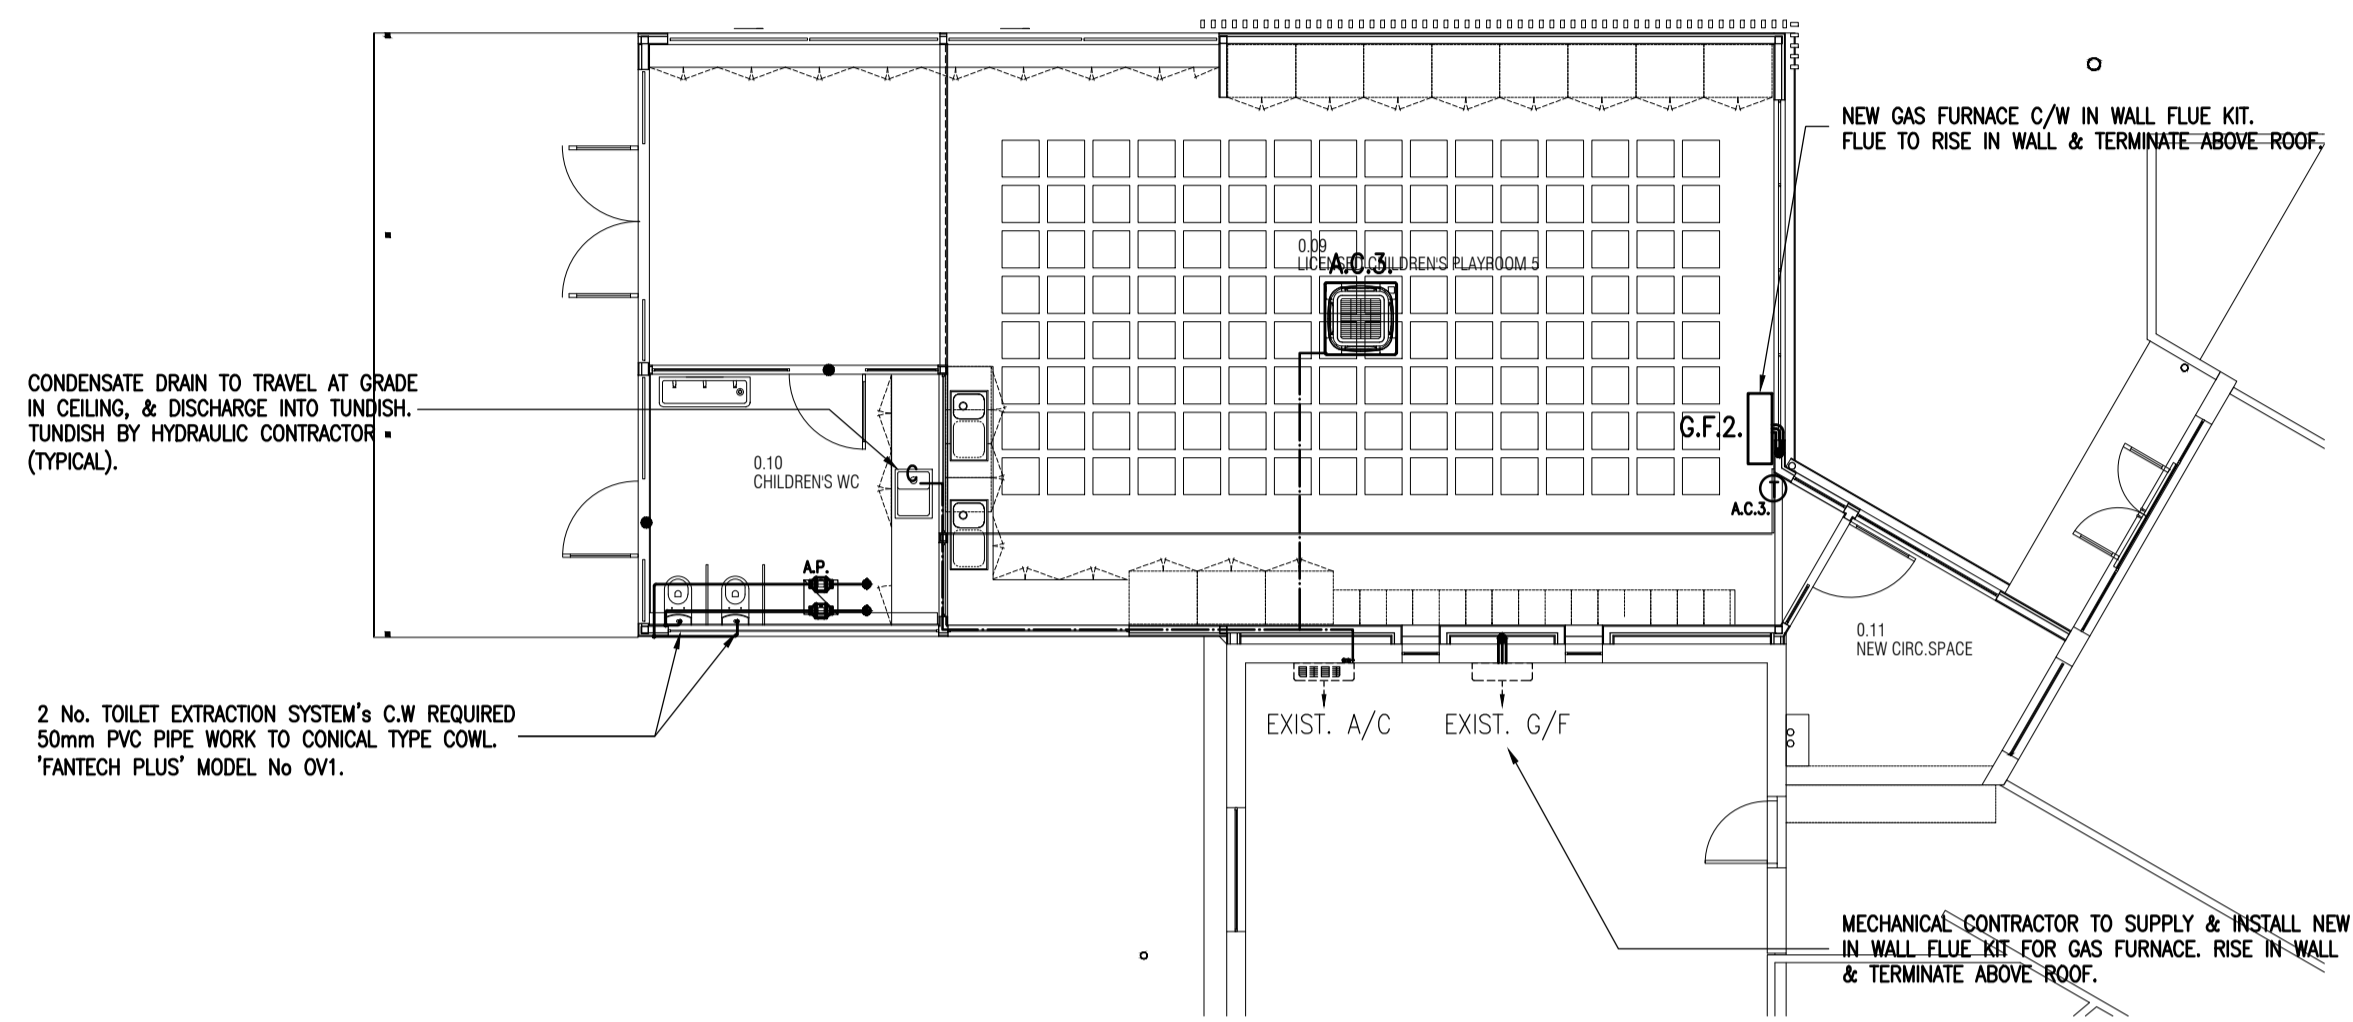 NEW GAS FURNACE C/W IN WALL FLUE KIT.
FLUE TO RISE IN WALL & TERMINATE ABOVE ROOF.
0.09
LICENSED CHILDREN'S PLAYROOM 5
A.C.3.
CONDENSATE DRAIN TO TRAVEL AT GRADE
IN CEILING, & DISCHARGE INTO TUNDISH.
TUNDISH BY HYDRAULIC CONTRACTOR
(TYPICAL).
G.F.2.
0.10
CHILDREN'S WC
T
A.C.3.
A.P.
0.11
NEW CIRC.SPACE
2 No. TOILET EXTRACTION SYSTEM's C.W REQUIRED
50mm PVC PIPE WORK TO CONICAL TYPE COWL.
'FANTECH PLUS' MODEL No OV1.
EXIST. A/C
EXIST. G/F
MECHANICAL CONTRACTOR TO SUPPLY & INSTALL NEW
IN WALL FLUE KIT FOR GAS FURNACE. RISE IN WALL
& TERMINATE ABOVE ROOF.